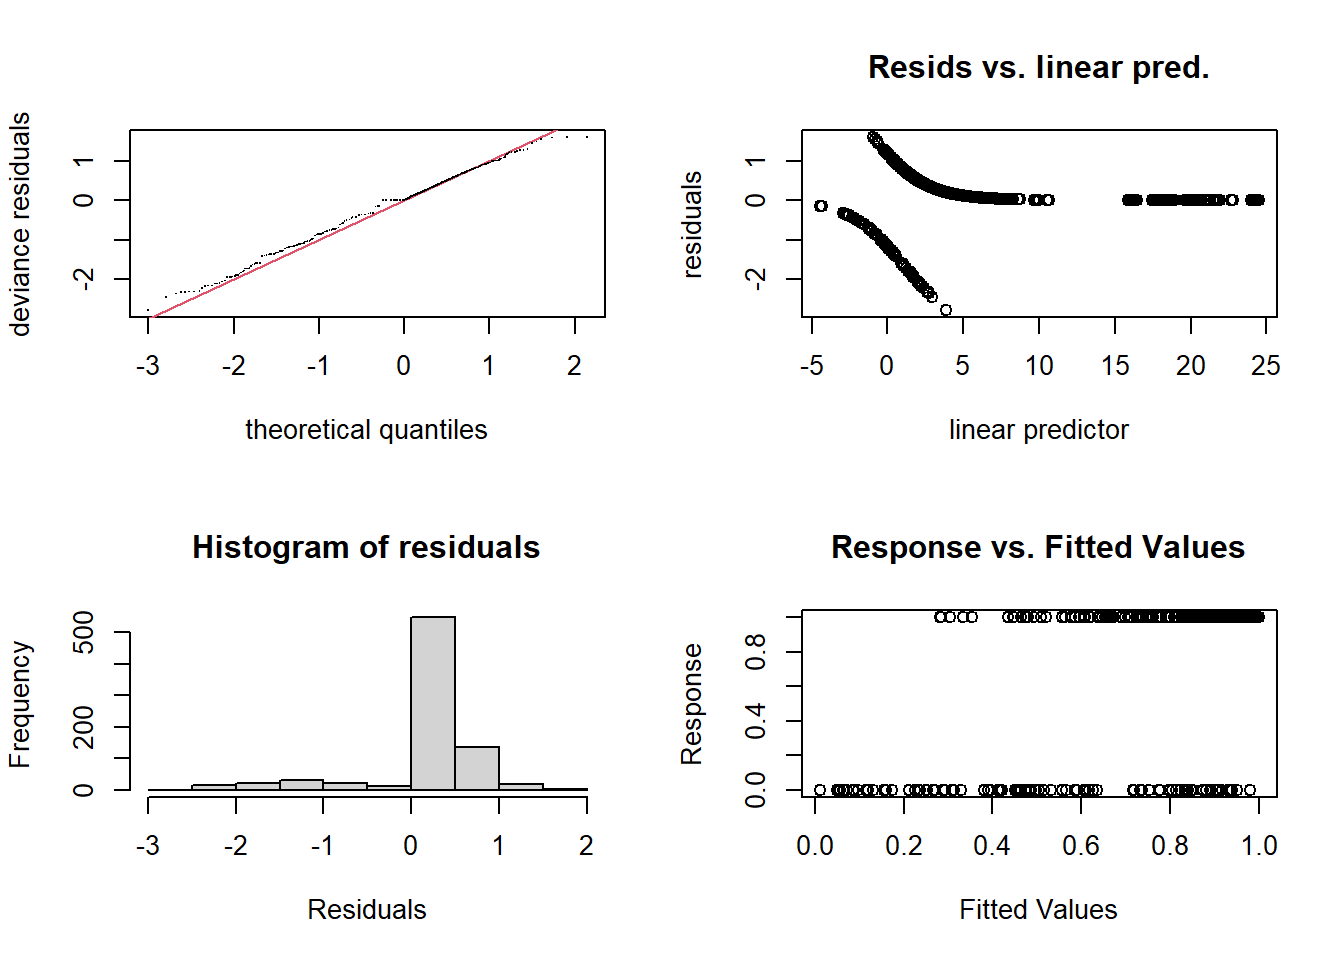 deviance residuals
1
0
-2
-3 -2 -1 0 1 2
theoretical quantiles
Resids vs. linear pred.
residuals
1
0
-2
-5 0 5 10 15 20 25
linear predictor
Histogram of residuals
Frequency
500
200
0
-3 -2 -1 0 1 2
Residuals
Response vs. Fitted Values
Response
0.8
0.4
0.0
0.0 0.2 0.4 0.6 0.8 1.0
Fitted Values